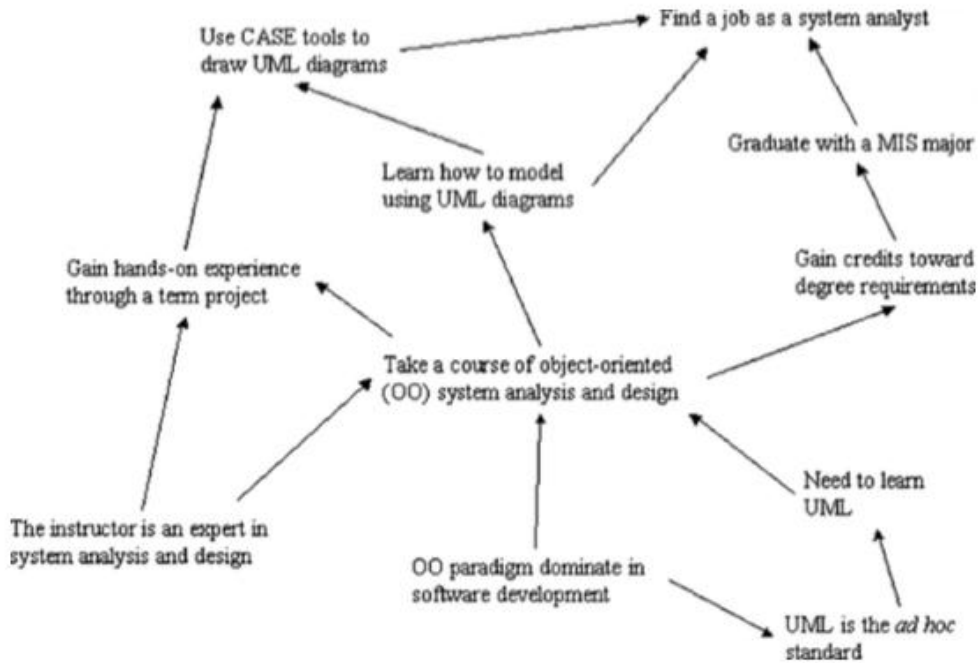 Find a job as a system analyst
Use CASE tools to
draw UML diagrams
Graduate with a MIS major
Learn how to model
using UML diagrams
Gain hands-on experience
through a term project
Gain credits toward
degree requirements
Take a course of object-oriented
(OO) system analysis and design
Need to learn
UML
The instructor is an expert in
system analysis and design
OO paradigm dominate in
software development
UML is the ad hoc
standard